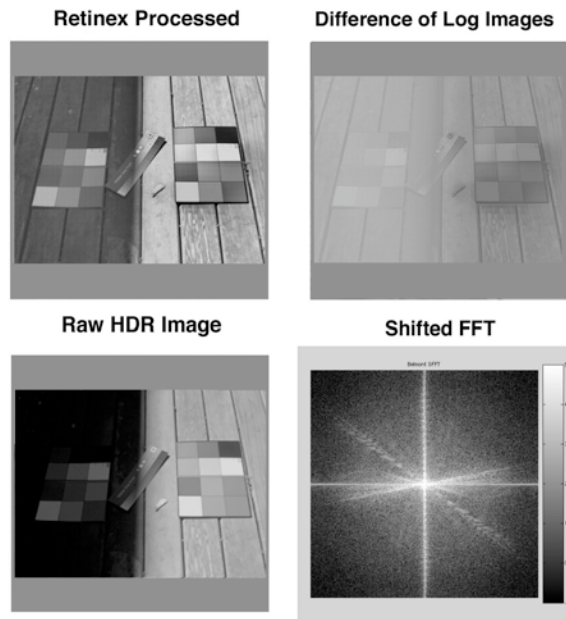 Retinex Processed
Difference of Log Images
Raw HDR Image
Shifted FFT